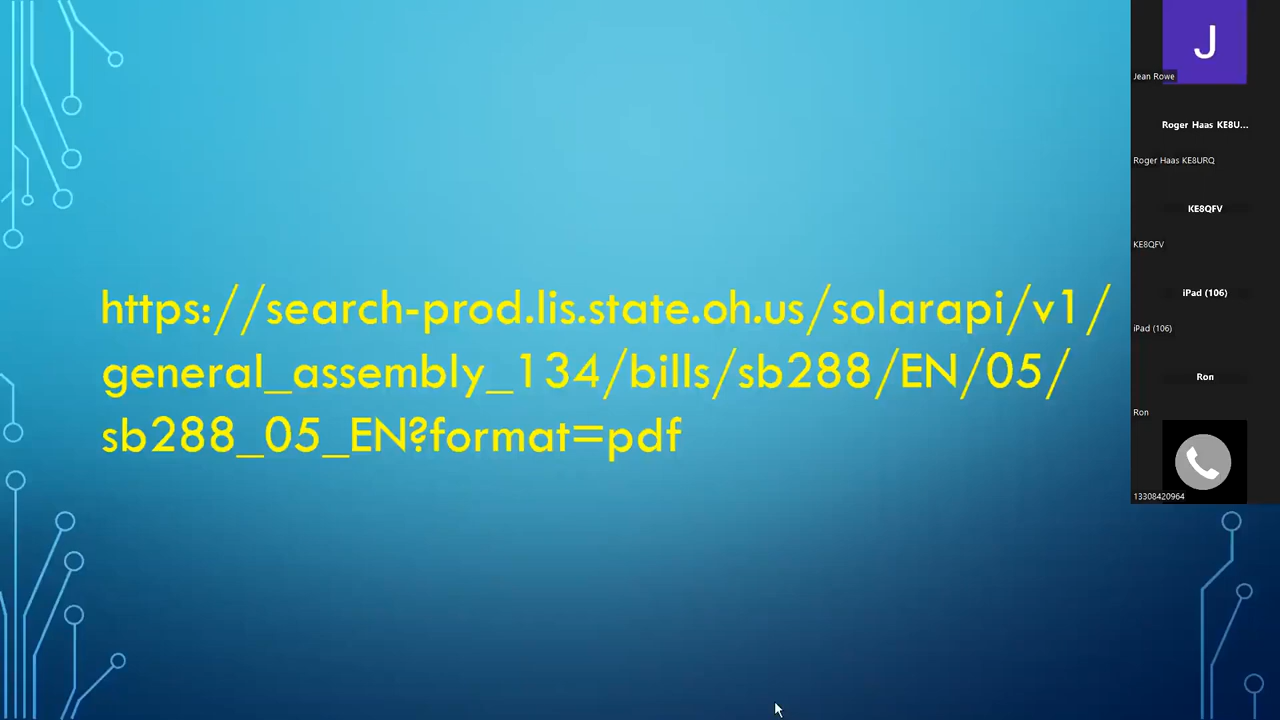 https://search-prod.lis.state.oh.us/solarapi/v1/
general_assembly_134/bills/sb288/EN/05/
sb288_05_EN?format=pdf
J
Jean Rowe
Roger Haas KE8U...
Roger Haas KE8URQ
KE8QFV
KE8QFV
iPad (106)
iPad (106)
Ron
Ron
13308420964